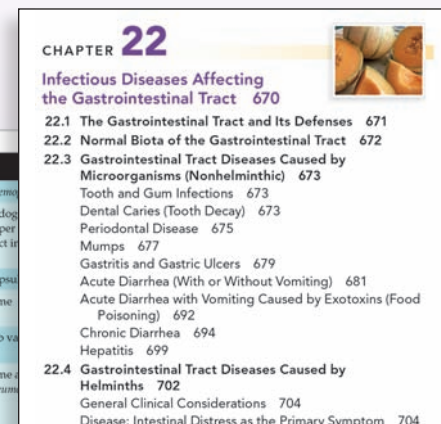 CHAPTER 22
Infectious Diseases Affecting
the Gastrointestinal Tract 670
22.1 The Gastrointestinal Tract and Its Defenses 671
22.2 Normal Biota of the Gastrointestinal Tract 672
22.3 Gastrointestinal Tract Diseases Caused by
Microorganisms (Nonhelminthic) 673
Tooth and Gum Infections 673
Dental Caries (Tooth Decay) 673
Periodontal Disease 675
Mumps 677
Gastritis and Gastric Ulcers 679
Acute Diarrhea (With or Without Vomiting) 681
Acute Diarrhea with Vomiting Caused by Exotoxins (Food
Poisoning) 692
Chronic Diarrhea 694
Hepatitis 699
22.4 Gastrointestinal Tract Diseases Caused by
Helminths 702
General Clinical Considerations 704
Disease: Intestinal Distress as the Primary Symptom 704